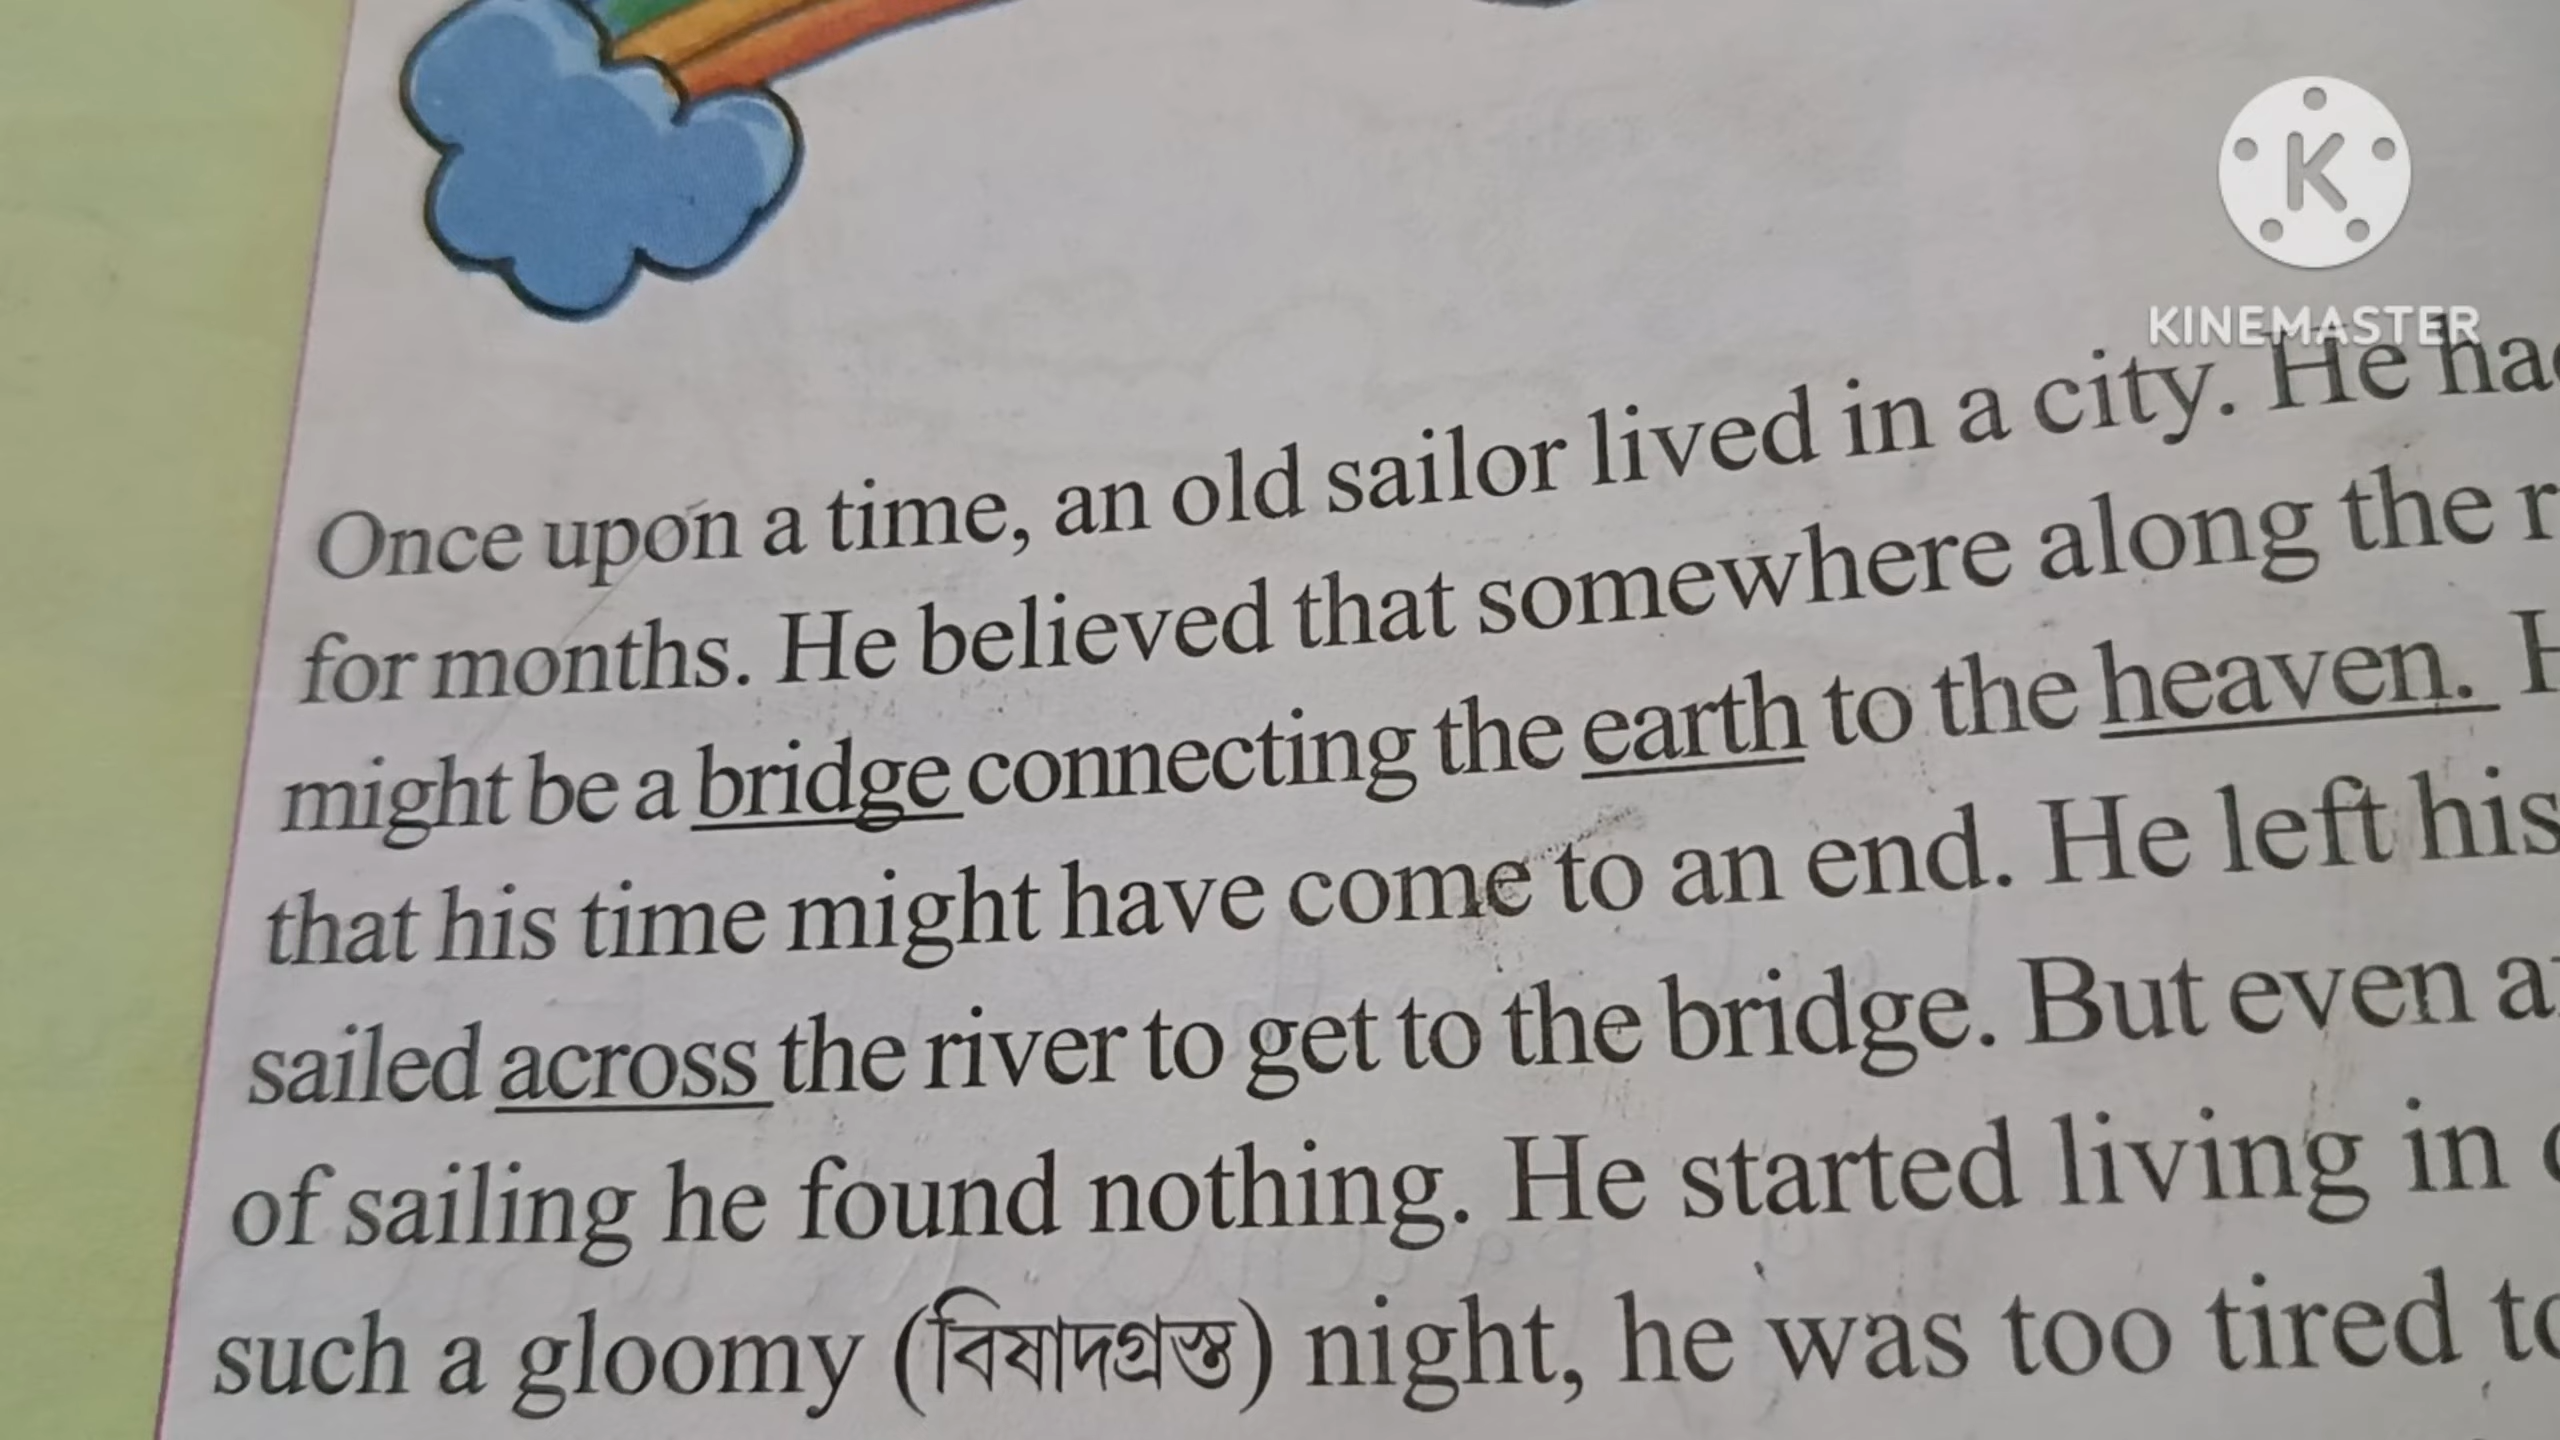 KINEMASTER
Once upon a time, an old sailor lived in a city. He had
for months. He believed that somewhere along the
might be a bridge connecting the earth to the heaven.
that his time might have come to an end. He left his
sailed across the river to get to the bridge. But even
of sailing he found nothing. He started living in
such a gloomy (বিষাদগ্রস্ত) night, he was too tired to